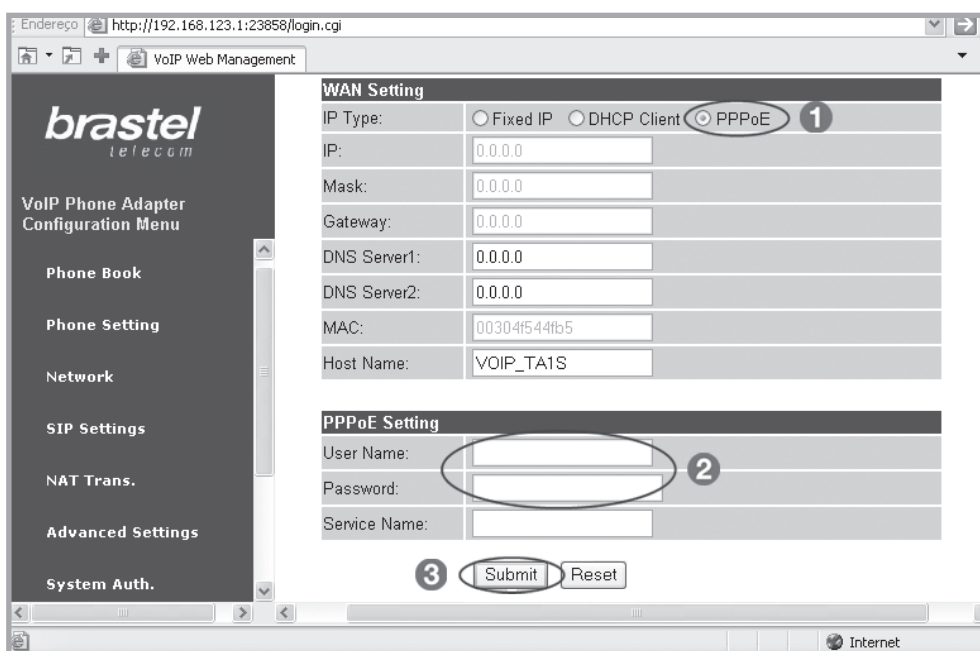 Endereço http://192.168.123.1:23858/login.cgi
VoIP Web Management
brastel
telecom
VoIP Phone Adapter
Configuration Menu
Phone Book
Phone Setting
Network
SIP Settings
NAT Trans.
Advanced Settings
System Auth.
WAN Setting
IP Type: Fixed IP DHCP Client PPPoE 1
IP: 0.0.0.0
Mask: 0.0.0.0
Gateway: 0.0.0.0
DNS Server1: 0.0.0.0
DNS Server2: 0.0.0.0
MAC: 00304f544fb5
Host Name: VOIP_TA1S
PPPoE Setting
User Name:
2
Password:
Service Name:
3 Submit Reset
Internet